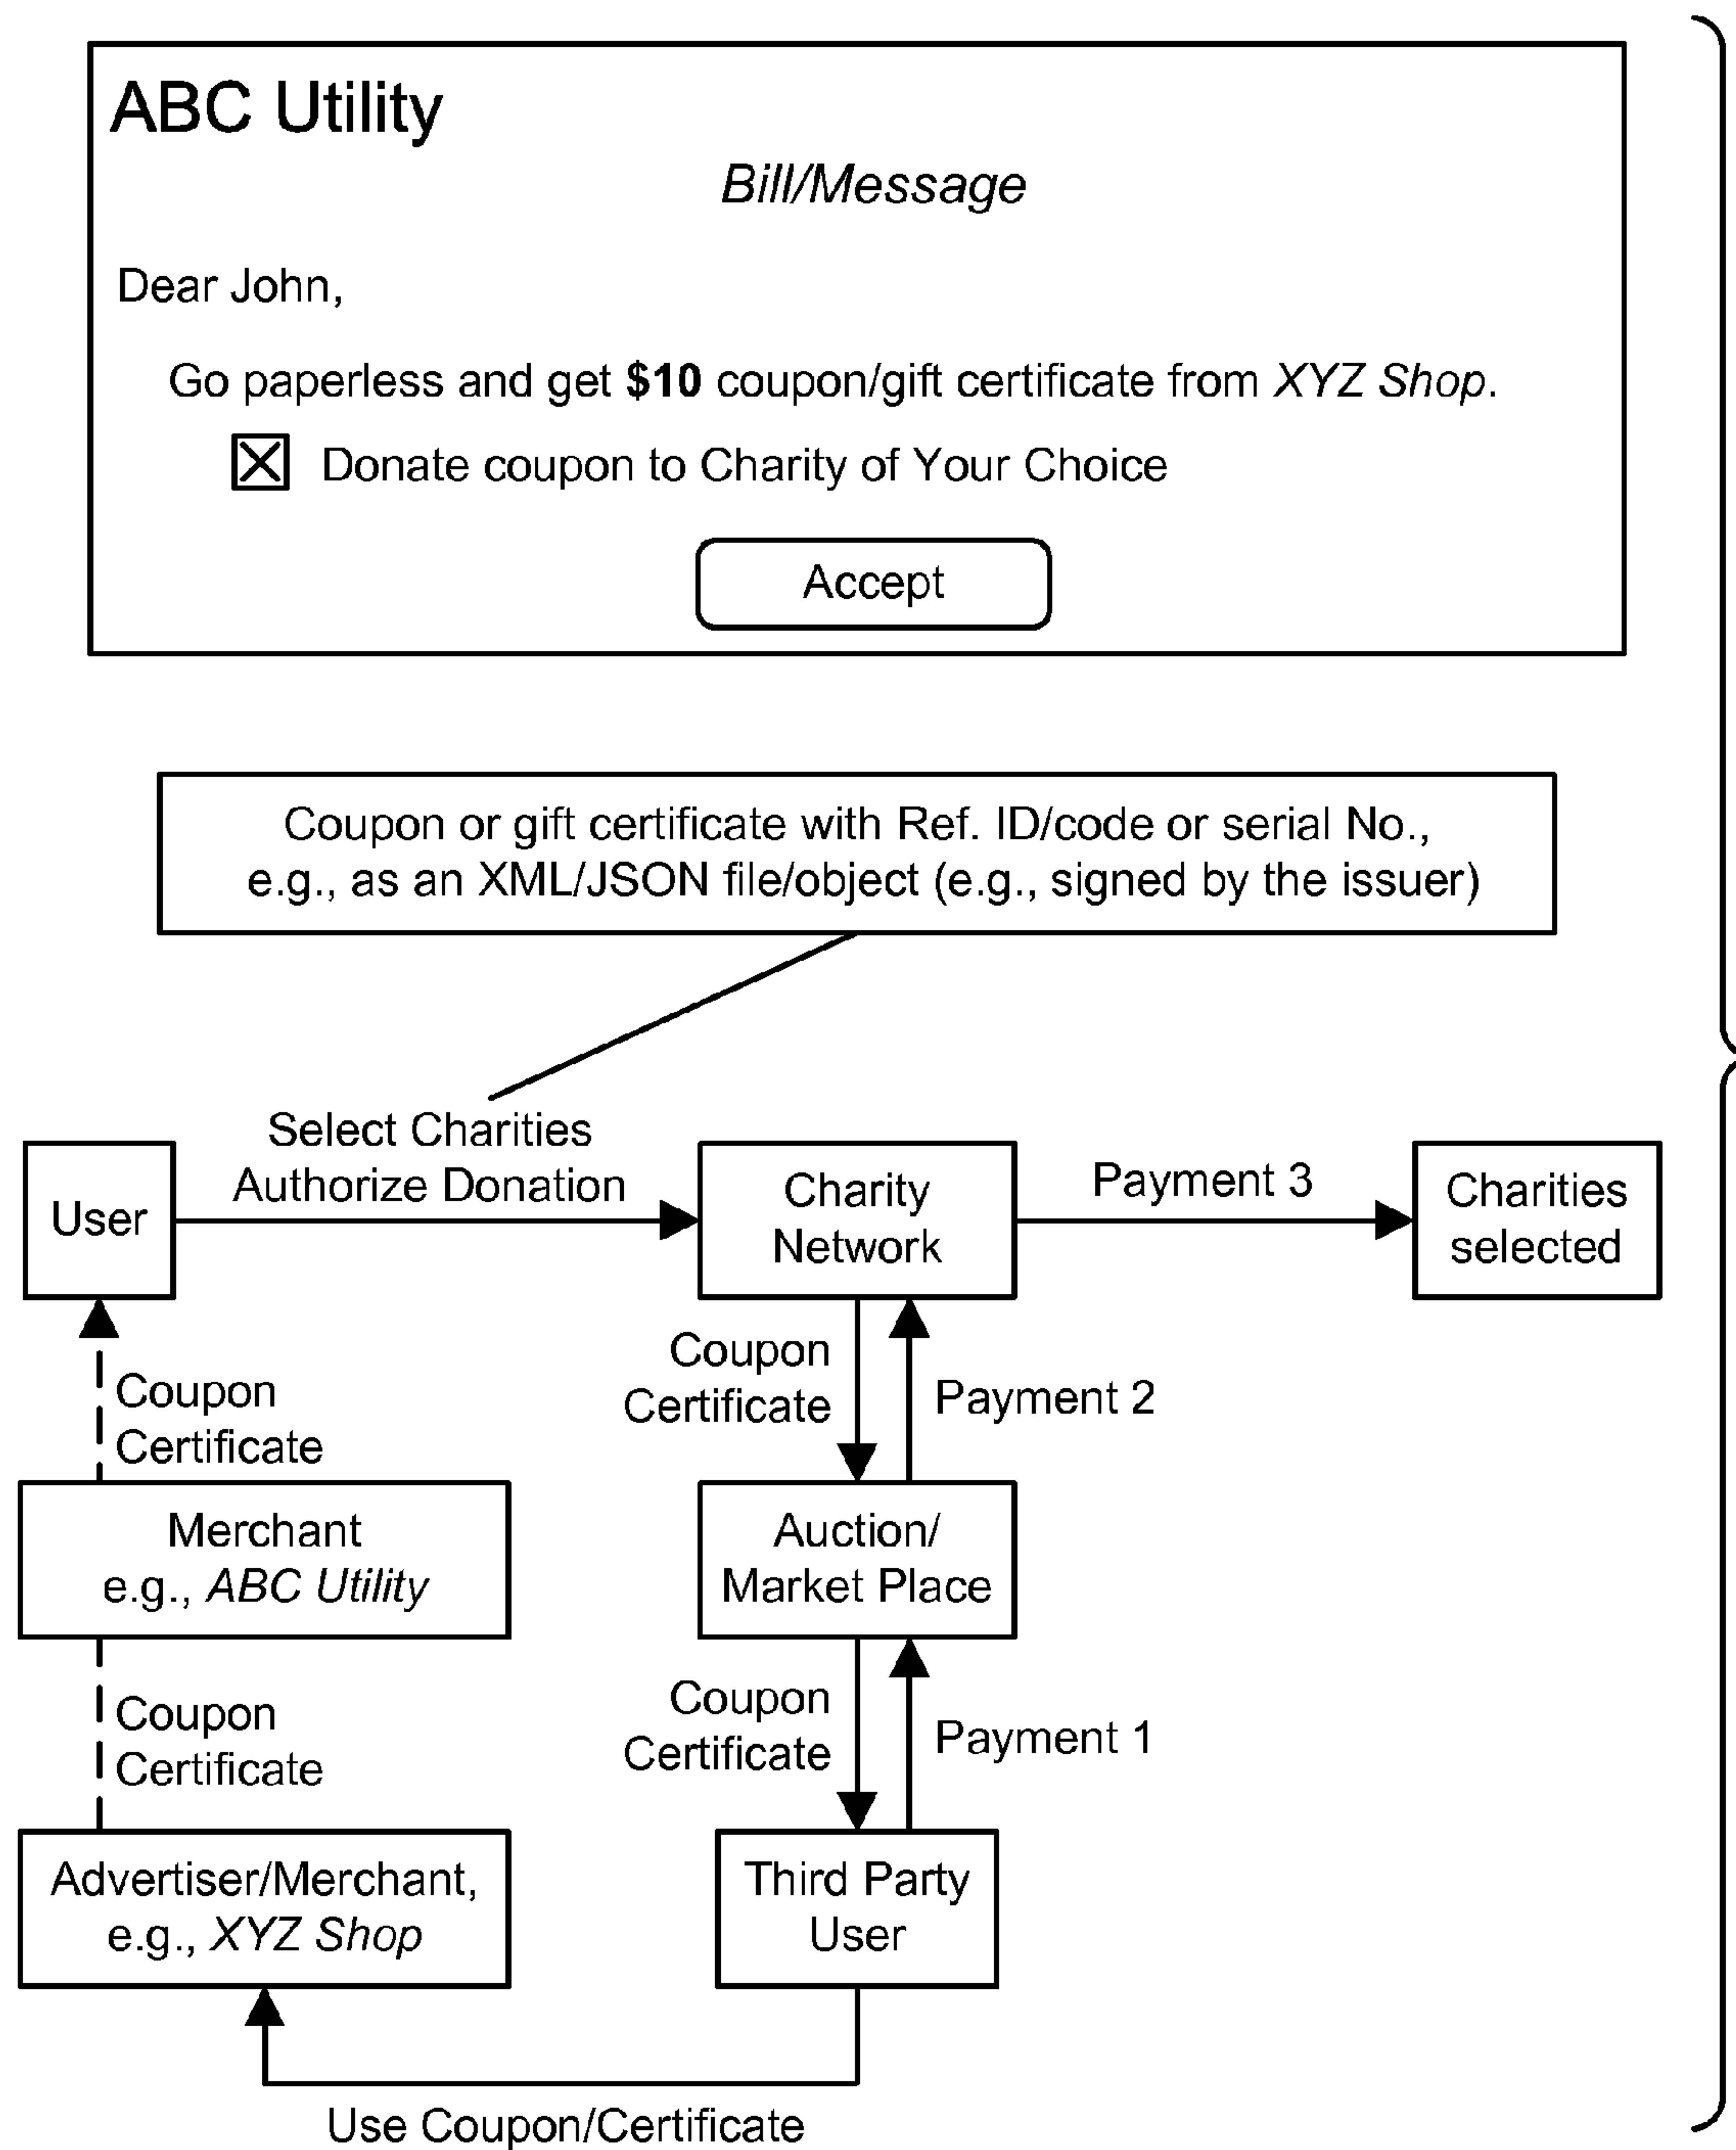 ABC Utility
Bill/Message
Dear John,
Go paperless and get $10 coupon/gift certificate from XYZ Shop.
Donate coupon to Charity of Your Choice
Accept
Coupon or gift certificate with Ref. ID/code or serial No.,
e.g., as an XML/JSON file/object (e.g., signed by the issuer)
Select Charities
Authorize Donation
User
Charity
Network
Payment 3
Charities
selected
Coupon
Certificate
Coupon
Certificate
Payment 2
Merchant
e.g., ABC Utility
Auction/
Market Place
Coupon
Certificate
Coupon
Certificate
Payment 1
Advertiser/Merchant,
e.g., XYZ Shop
Third Party
User
Use Coupon/Certificate